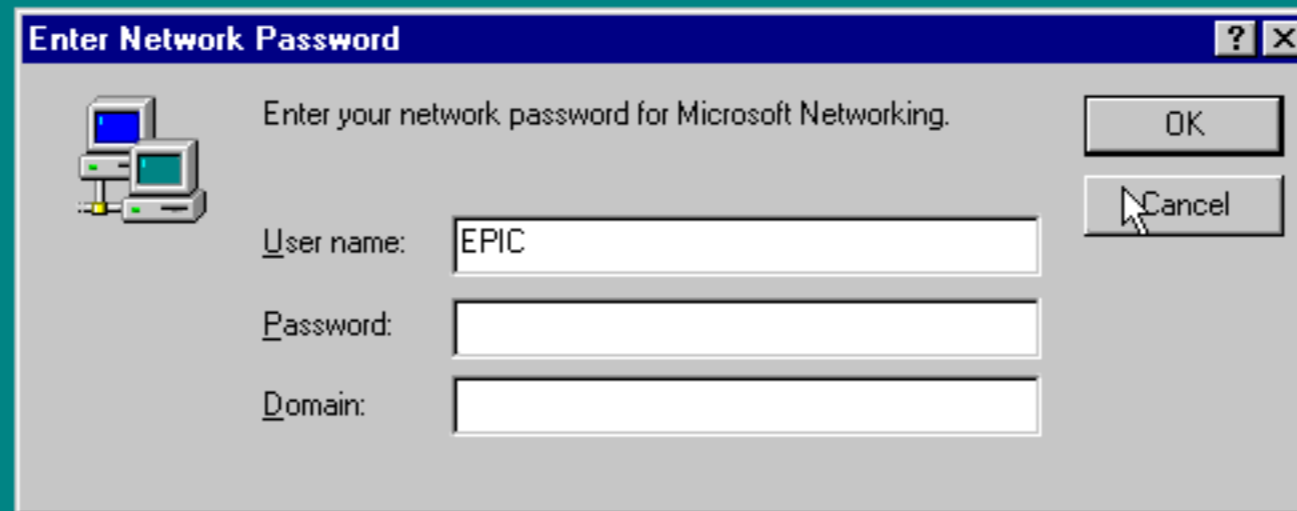 Enter Network Password
Enter your network password for Microsoft Networking.
OK
Cancel
User name: EPIC
Password:
Domain: